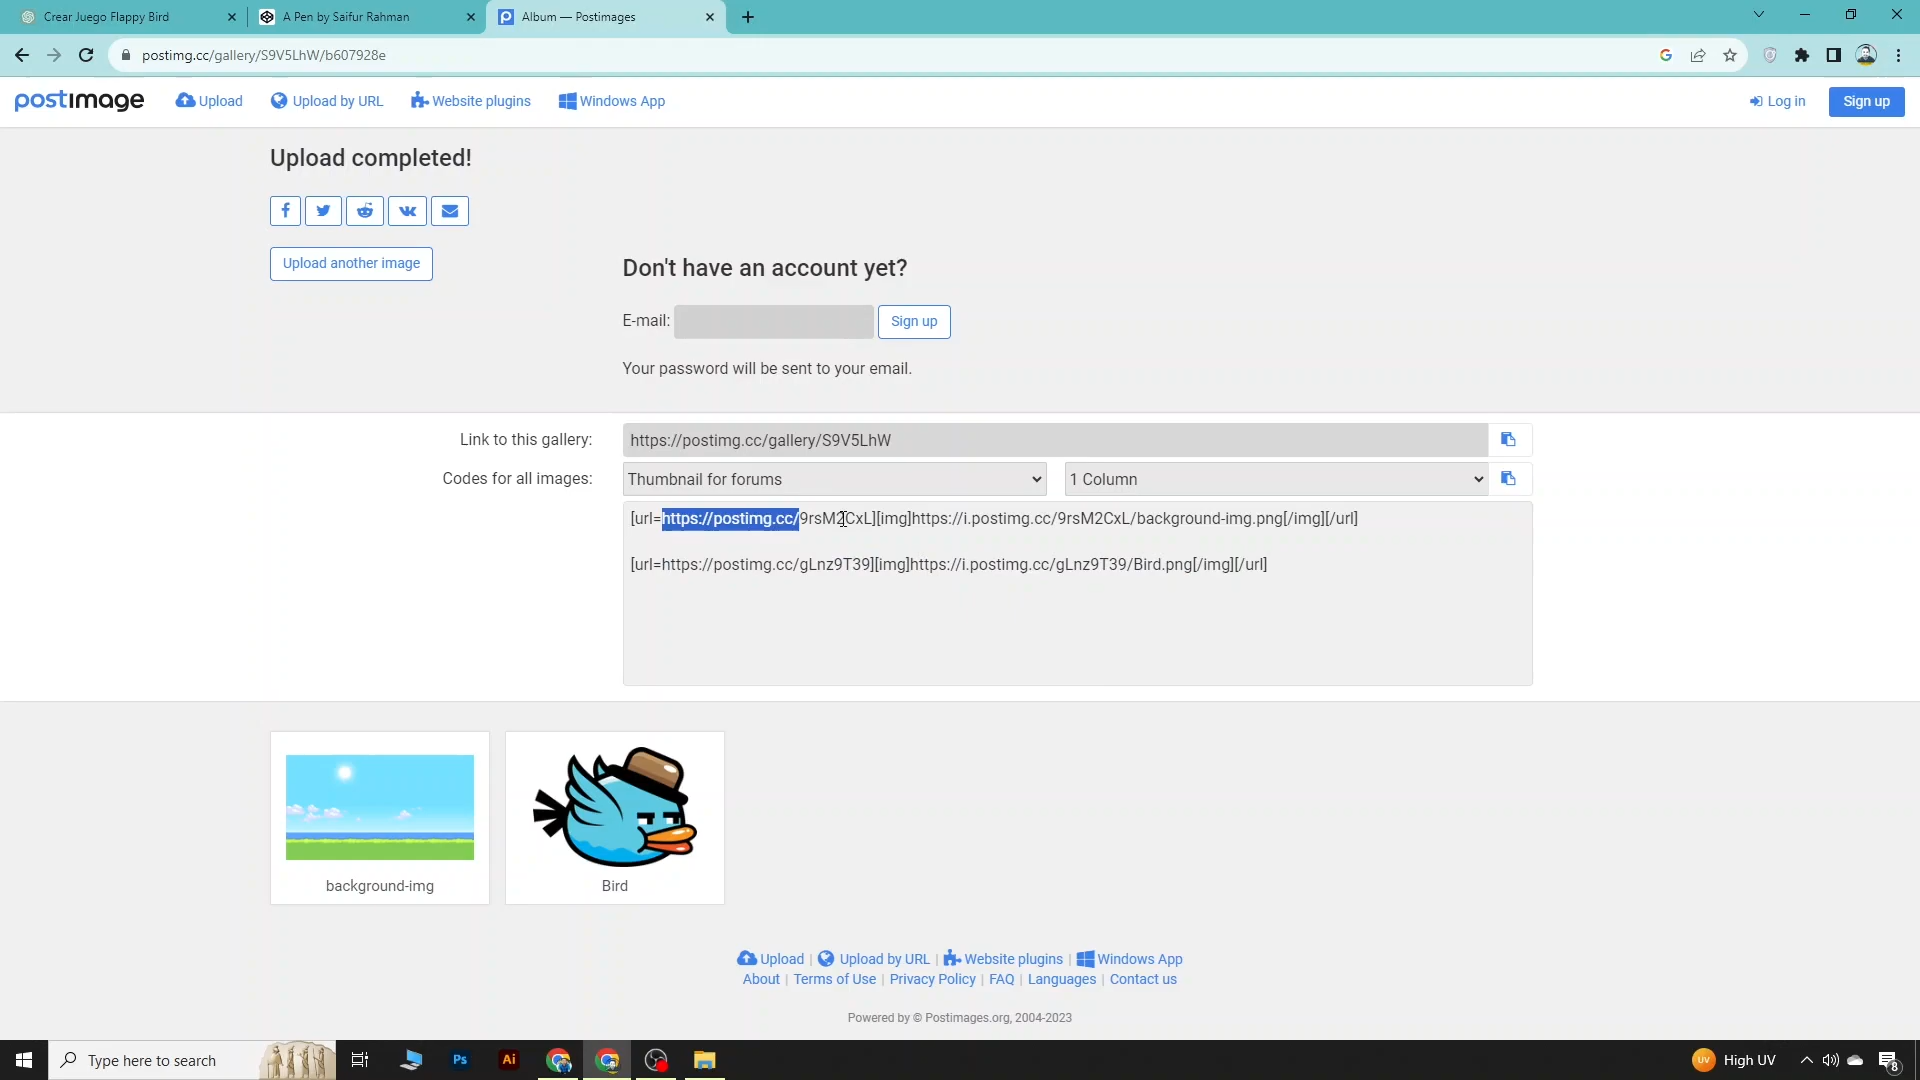 Crear Juego Flappy Bird
A Pen by Saifur Rahman
Album — Postimages
postimg.cc/gallery/S9V5LhW/b607928e
postimage
Upload
Upload by URL
Website plugins
Windows App
Log in
Sign up
Upload completed!
Upload another image
Don't have an account yet?
E-mail:
Sign up
Your password will be sent to your email.
Link to this gallery:
https://postimg.cc/gallery/S9V5LhW
Codes for all images:
Thumbnail for forums
1 Column
[url=https://postimg.cc/9rsM2CxL][img]https://i.postimg.cc/9rsM2CxL/background-img.png[/img][/url]
[url=https://postimg.cc/gLnz9T39][img]https://i.postimg.cc/gLnz9T39/Bird.png[/img][/url]
background-img
Bird
Upload | Upload by URL | Website plugins | Windows App
About | Terms of Use | Privacy Policy | FAQ | Languages | Contact us
Powered by © Postimages.org, 2004-2023
Type here to search
Ps
Ai
UV
High UV
8